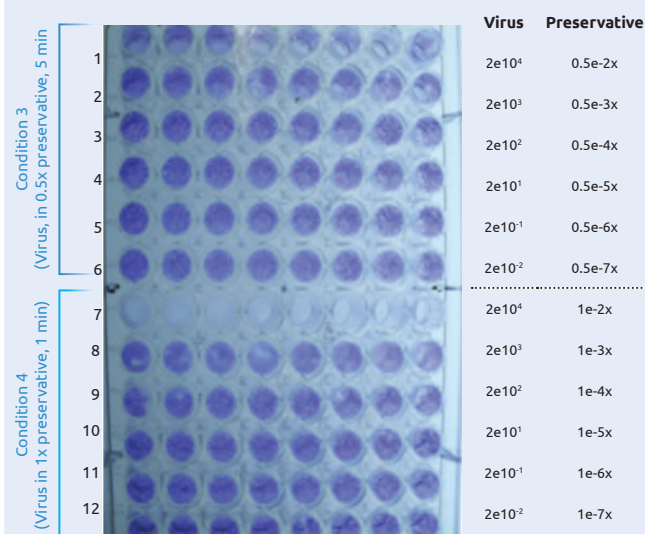 Virus Preservative
Condition 3
(Virus, in 0.5x preservative, 5 min
1 2e10⁴ 0.5e-2x
2 2e10³ 0.5e-3x
3 2e10² 0.5e-4x
4 2e10¹ 0.5e-5x
5 2e10⁻¹ 0.5e-6x
6 2e10⁻² 0.5e-7x
Condition 4
(Virus in 1x preservative, 1 min)
7 2e10⁴ 1e-2x
8 2e10³ 1e-3x
9 2e10² 1e-4x
10 2e10¹ 1e-5x
11 2e10⁻¹ 1e-6x
12 2e10⁻² 1e-7x